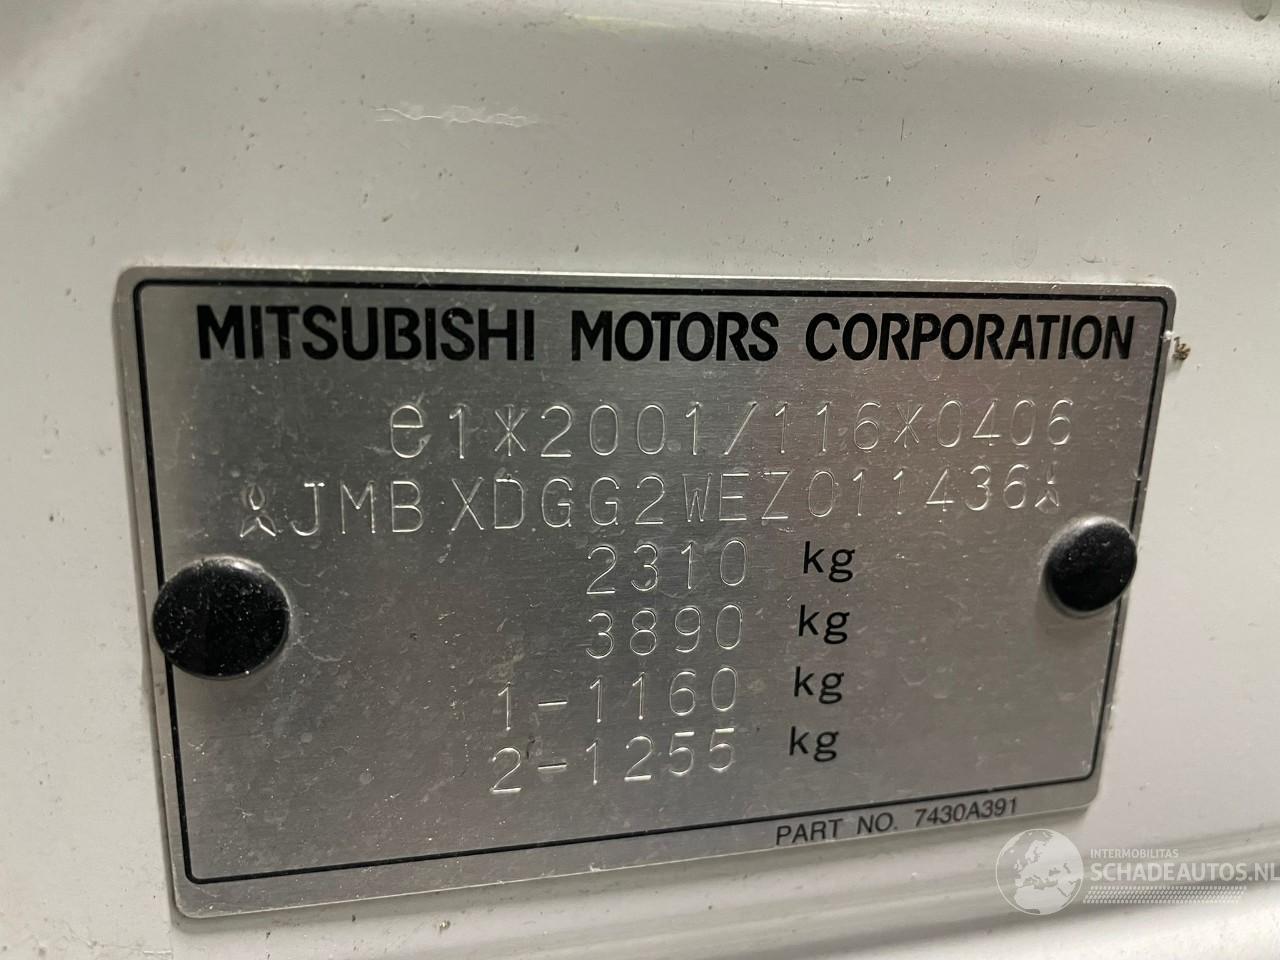 MITSUBISHI MOTORS CORPORATION
e1*2001/116*0406
JMBXDGG2WEZ011436
2310 kg
3890 kg
1-1160 kg
2-1255 kg
PART NO. 7430A391
INTERMOBILITAS
SCHADEAUTOS.NL